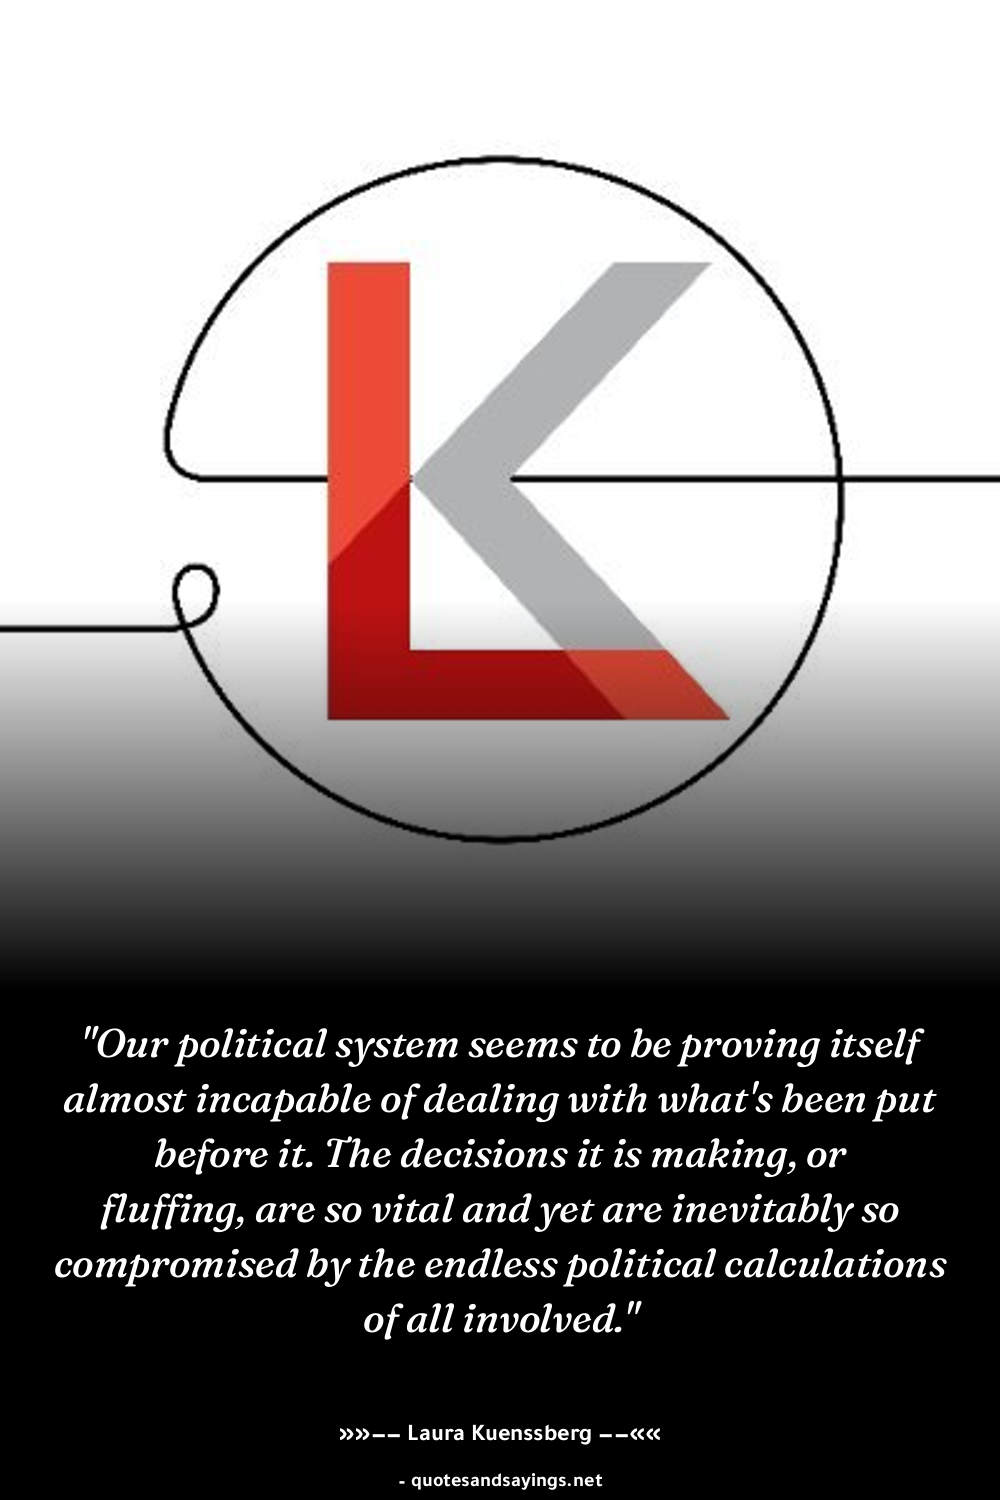 LK
"Our political system seems to be proving itself
almost incapable of dealing with what's been put
before it. The decisions it is making, or
fluffing, are so vital and yet are inevitably so
compromised by the endless political calculations
of all involved."
»»−− Laura Kuenssberg −−««
- quotesandsayings.net